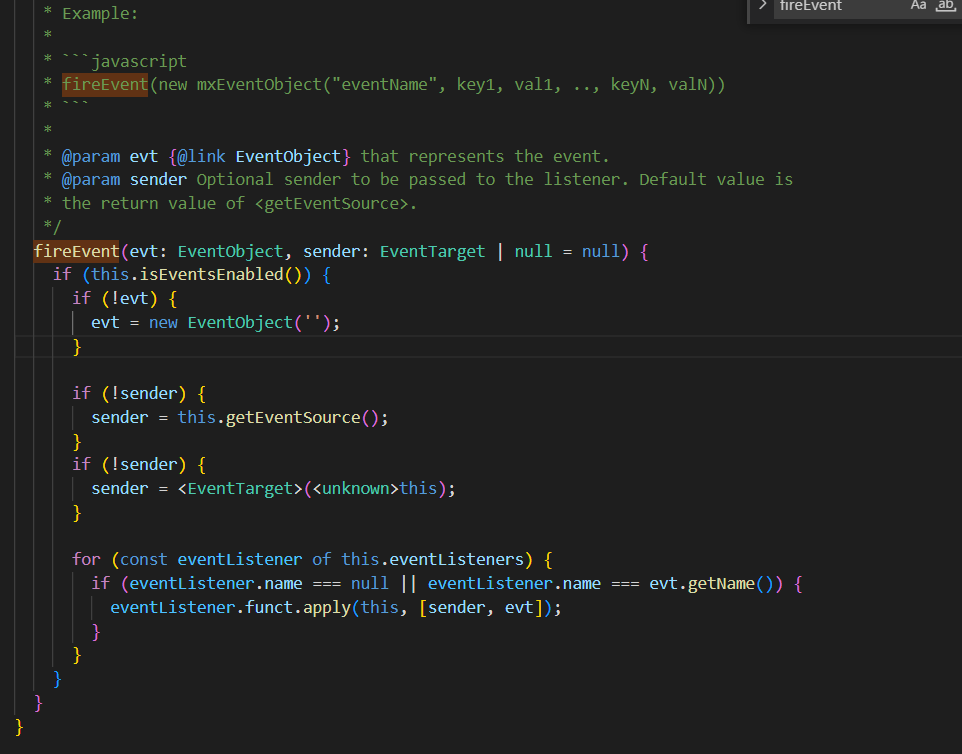 fireEvent Aa ab
* Example:
*
* ```javascript
* fireEvent(new mxEventObject("eventName", key1, val1, .., keyN, valN))
* ```
*
* @param evt {@link EventObject} that represents the event.
* @param sender Optional sender to be passed to the listener. Default value is
* the return value of <getEventSource>.
*/
fireEvent(evt: EventObject, sender: EventTarget | null = null) {
if (this.isEventsEnabled()) {
if (!evt) {
evt = new EventObject('');
}
if (!sender) {
sender = this.getEventSource();
}
if (!sender) {
sender = <EventTarget>(<unknown>this);
}
for (const eventListener of this.eventListeners) {
if (eventListener.name === null || eventListener.name === evt.getName()) {
eventListener.funct.apply(this, [sender, evt]);
}
}
}
}
}